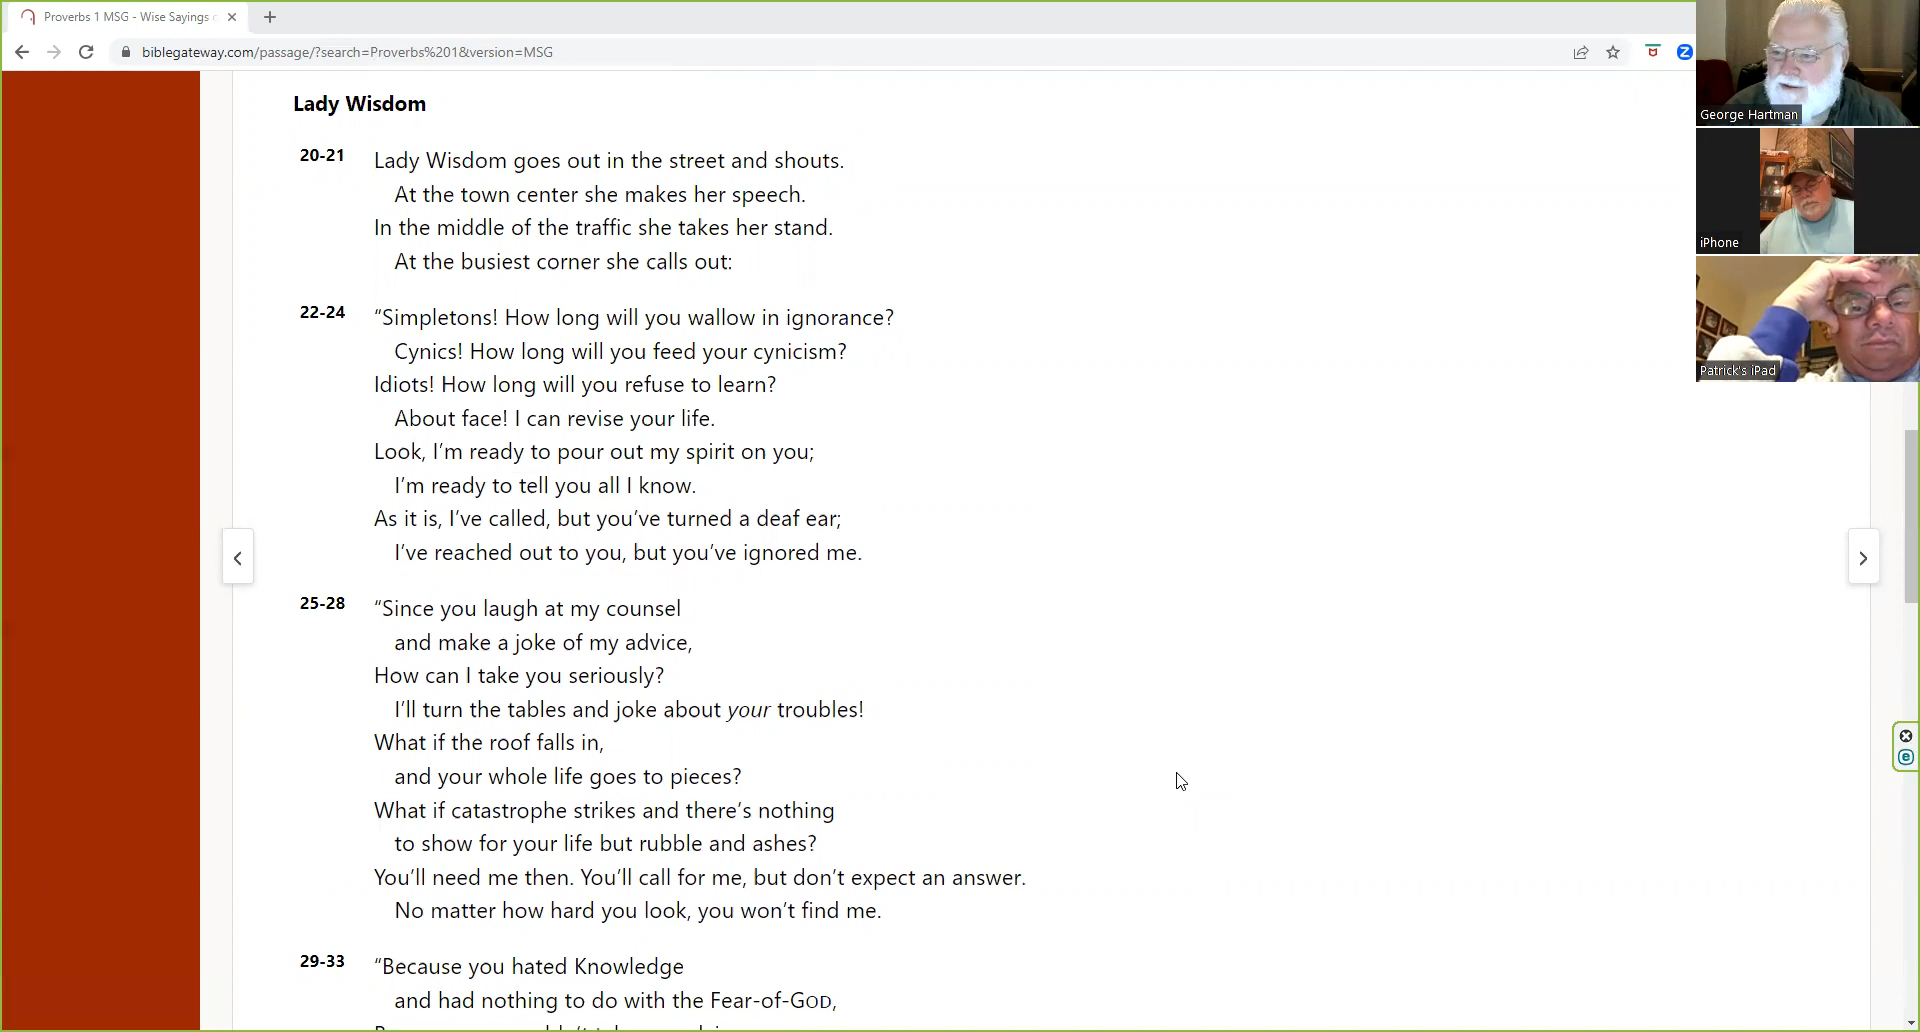 Proverbs 1 MSG - Wise Sayings
biblegateway.com/passage/?search=Proverbs%201&version=MSG
Lady Wisdom
20-21 Lady Wisdom goes out in the street and shouts.
At the town center she makes her speech.
In the middle of the traffic she takes her stand.
At the busiest corner she calls out:
22-24 “Simpletons! How long will you wallow in ignorance?
Cynics! How long will you feed your cynicism?
Idiots! How long will you refuse to learn?
About face! I can revise your life.
Look, I’m ready to pour out my spirit on you;
I’m ready to tell you all I know.
As it is, I’ve called, but you’ve turned a deaf ear;
I’ve reached out to you, but you’ve ignored me.
25-28 “Since you laugh at my counsel
and make a joke of my advice,
How can I take you seriously?
I’ll turn the tables and joke about your troubles!
What if the roof falls in,
and your whole life goes to pieces?
What if catastrophe strikes and there’s nothing
to show for your life but rubble and ashes?
You’ll need me then. You’ll call for me, but don’t expect an answer.
No matter how hard you look, you won’t find me.
29-33 “Because you hated Knowledge
and had nothing to do with the Fear-of-GOD,
George Hartman
iPhone
Patrick's iPad